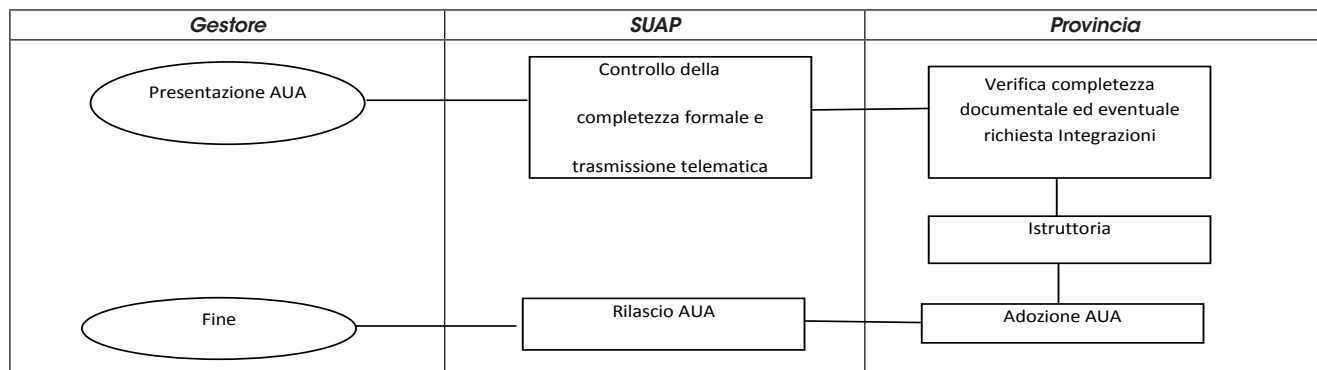 Gestore
SUAP
Provincia
Presentazione AUA
Controllo della
completezza formale e
trasmissione telematica
Verifica completezza
documentale ed eventuale
richiesta Integrazioni
Istruttoria
Fine
Rilascio AUA
Adozione AUA